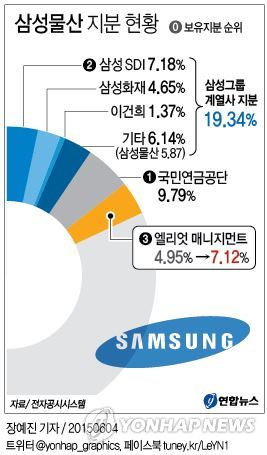 삼성물산 지분 현황
0 보유지분 순위
2 삼성 SDI 7.18%
삼성화재 4.65%
이건희 1.37%
기타 6.14%
(삼성물산 5.87)
삼성그룹
계열사 지분
19.34%
1 국민연금공단
9.79%
3 엘리엇 매니지먼트
4.95% → 7.12%
SAMSUNG
자료/ 전자공시시스템
연합뉴스
장예진 기자 / 20150604
YONHAP NEWS
트위터 @yonhap_graphics, 페이스북 tuney.kr/LeYN1